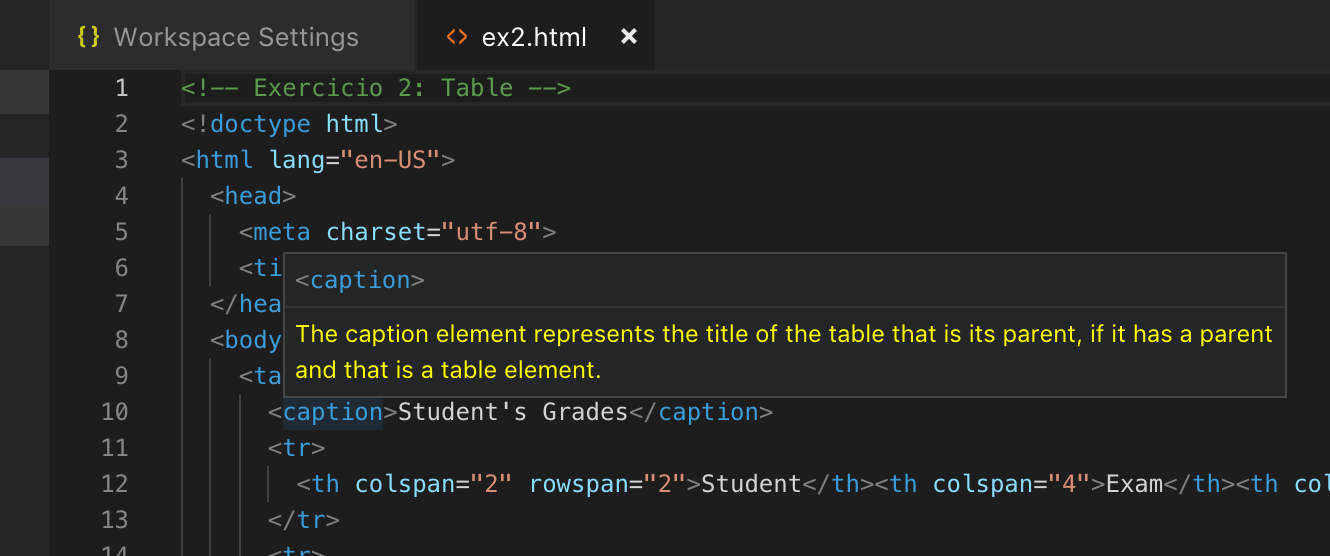 {} Workspace Settings <> ex2.html ×
1 <!-- Exercicio 2: Table -->
2 <!doctype html>
3 <html lang="en-US">
4 <head>
5 <meta charset="utf-8">
6 <ti
<caption>
7 </hea
The caption element represents the title of the table that is its parent, if it has a parent
8 <body
and that is a table element.
9 <ta
10 <caption>Student's Grades</caption>
11 <tr>
12 <th colspan="2" rowspan="2">Student</th><th colspan="4">Exam</th><th col
13 </tr>
14 <tr>